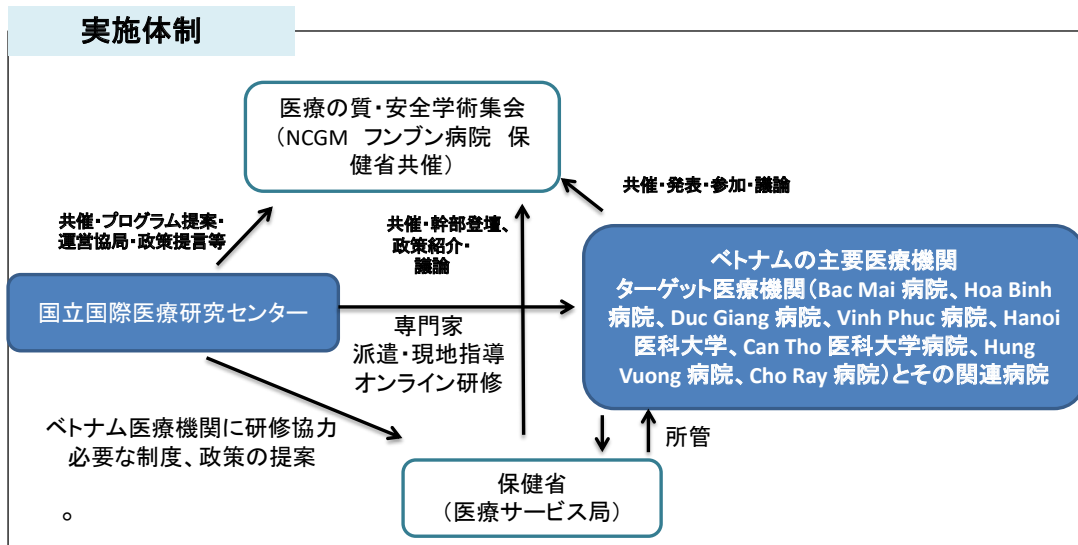 実施体制
医療の質・安全学術集会
（NCGM　フンブン病院　保
健省共催）
共催・発表・参加・議論
共催・プログラム提案・
運営協局・政策提言等
共催・幹部登壇、
政策紹介・
議論
ベトナムの主要医療機関
ターゲット医療機関（Bac Mai 病院、Hoa Binh
病院、Duc Giang 病院、Vinh Phuc 病院、Hanoi
医科大学、Can Tho 医科大学病院、Hung
Vuong 病院、Cho Ray 病院）とその関連病院
国立国際医療研究センター
専門家
派遣・現地指導
オンライン研修
ベトナム医療機関に研修協力
必要な制度、政策の提案
。
所管
保健省
（医療サービス局）